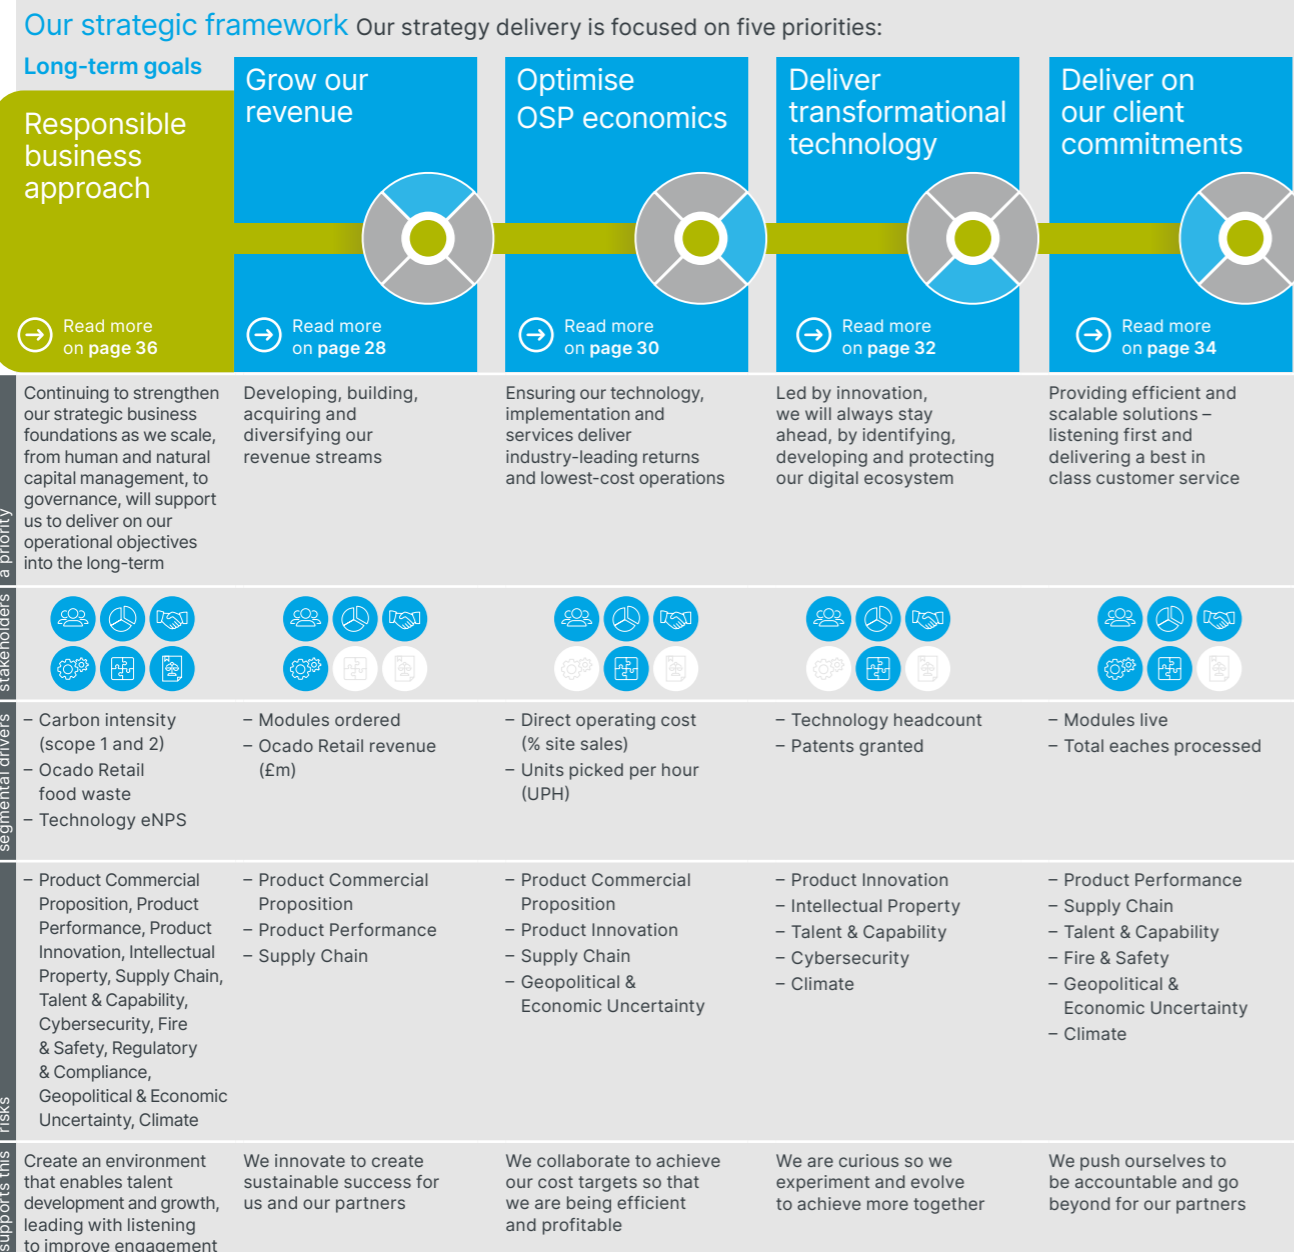 Our strategic framework Our strategy delivery is focused on five priorities:
Long-term goals
Responsible
business
approach
Read more
on page 36
Grow our
revenue
Read more
on page 28
Optimise
OSP economics
Read more
on page 30
Deliver
transformational
technology
Read more
on page 32
Deliver on
our client
commitments
Read more
on page 34
a priority
Continuing to strengthen
our strategic business
foundations as we scale,
from human and natural
capital management, to
governance, will support
us to deliver on our
operational objectives
into the long-term
Developing, building,
acquiring and
diversifying our
revenue streams
Ensuring our technology,
implementation and
services deliver
industry-leading returns
and lowest-cost operations
Led by innovation,
we will always stay
ahead, by identifying,
developing and protecting
our digital ecosystem
Providing efficient and
scalable solutions –
listening first and
delivering a best in
class customer service
stakeholders
segmental drivers
– Carbon intensity
(scope 1 and 2)
– Ocado Retail
food waste
– Technology eNPS
– Modules ordered
– Ocado Retail revenue
(£m)
– Direct operating cost
(% site sales)
– Units picked per hour
(UPH)
– Technology headcount
– Patents granted
– Modules live
– Total eaches processed
risks
– Product Commercial
Proposition, Product
Performance, Product
Innovation, Intellectual
Property, Supply Chain,
Talent & Capability,
Cybersecurity, Fire
& Safety, Regulatory
& Compliance,
Geopolitical & Economic
Uncertainty, Climate
– Product Commercial
Proposition
– Product Performance
– Supply Chain
– Product Commercial
Proposition
– Product Innovation
– Supply Chain
– Geopolitical &
Economic Uncertainty
– Product Innovation
– Intellectual Property
– Talent & Capability
– Cybersecurity
– Climate
– Product Performance
– Supply Chain
– Talent & Capability
– Fire & Safety
– Geopolitical &
Economic Uncertainty
– Climate
supports this
Create an environment
that enables talent
development and growth,
leading with listening
to improve engagement
We innovate to create
sustainable success for
us and our partners
We collaborate to achieve
our cost targets so that
we are being efficient
and profitable
We are curious so we
experiment and evolve
to achieve more together
We push ourselves to
be accountable and go
beyond for our partners